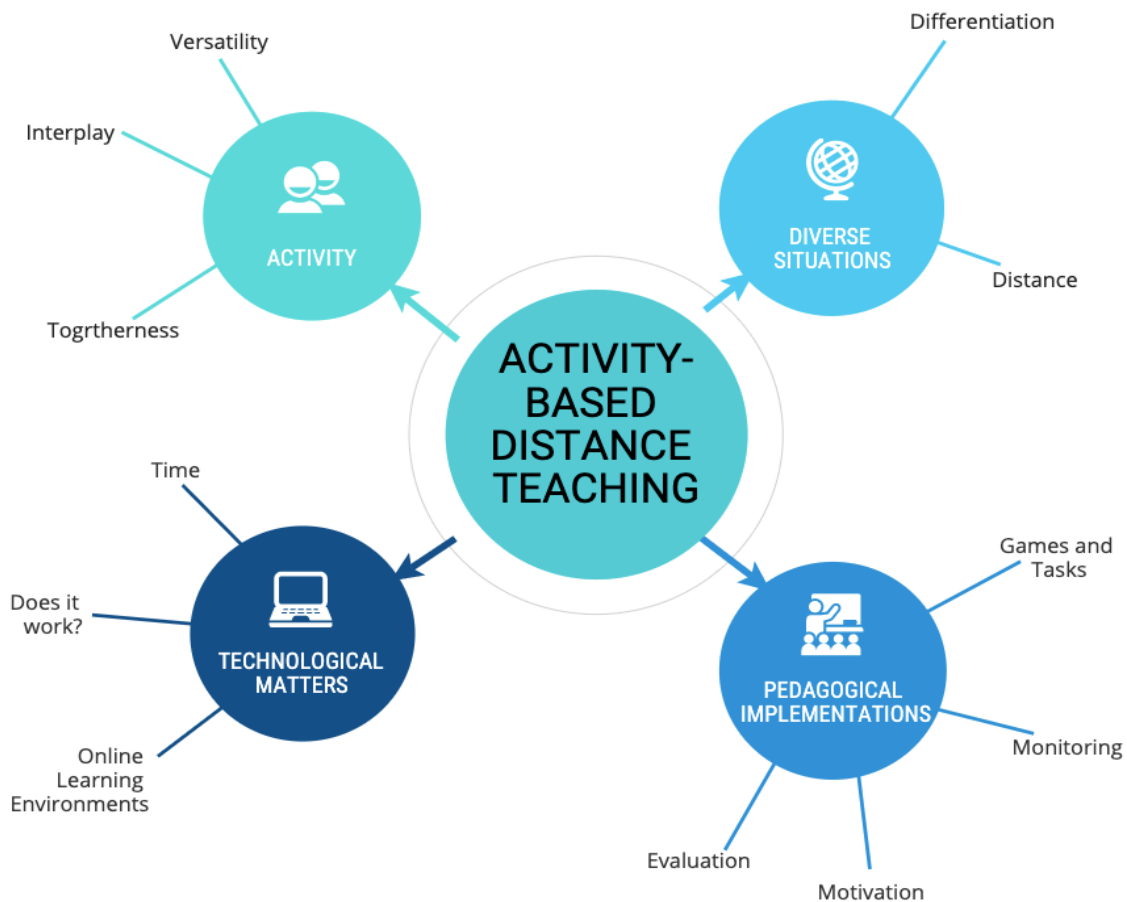 Versatility
Interplay
Togrtherness
ACTIVITY
Differentiation
Distance
DIVERSE
SITUATIONS
ACTIVITY-
BASED
DISTANCE
TEACHING
Time
Does it
work?
Online
Learning
Environments
TECHNOLOGICAL
MATTERS
Games and
Tasks
Monitoring
Motivation
Evaluation
PEDAGOGICAL
IMPLEMENTATIONS